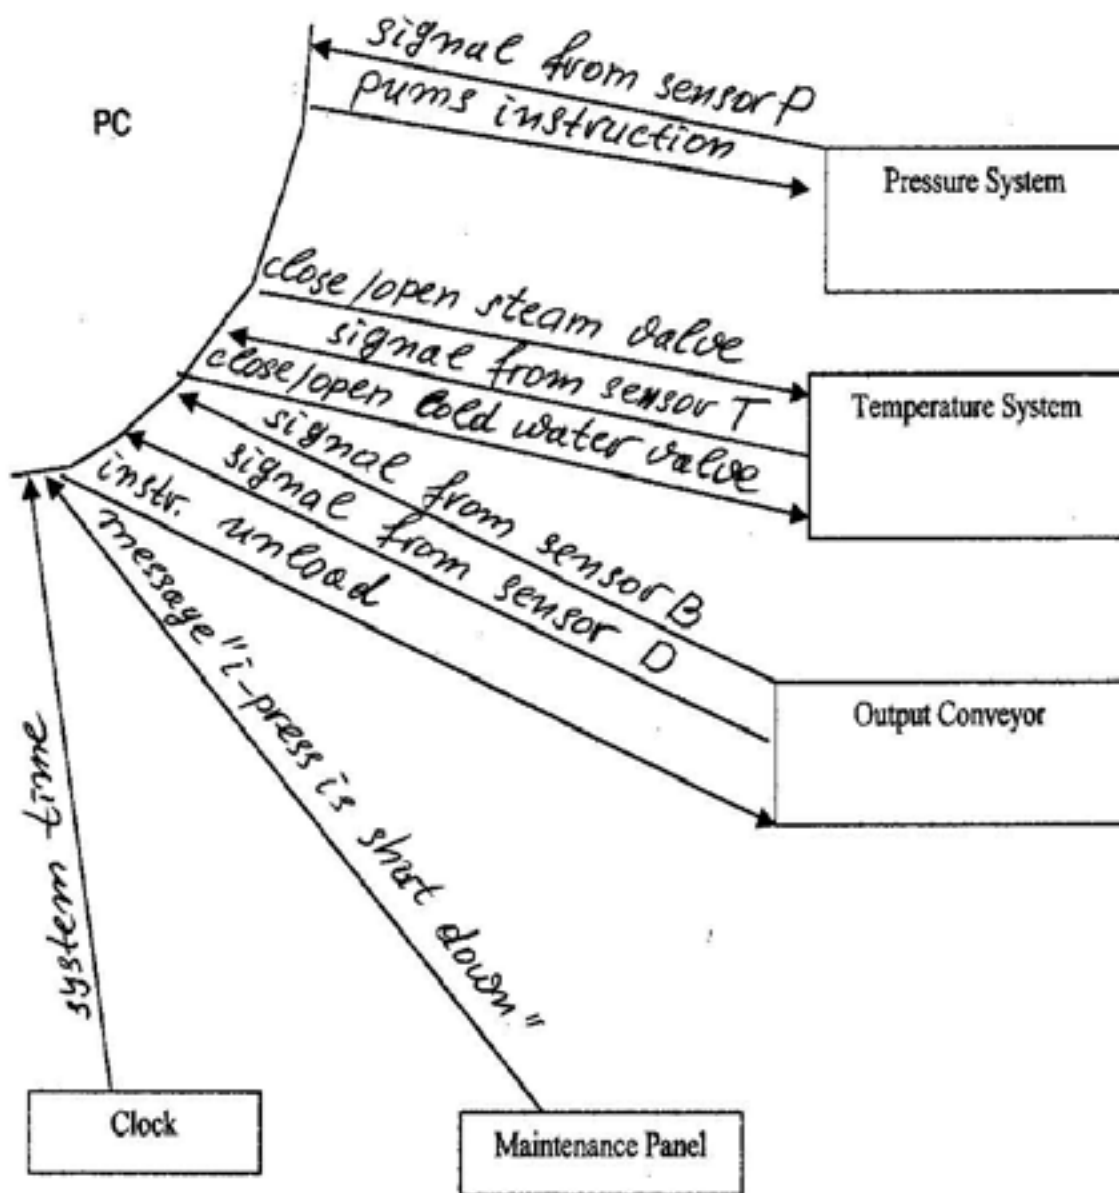 signal from sensor P
PC
pums instruction
Pressure System
close/open steam valve
signal from sensor T
close/open cold water valve
Temperature System
signal from sensor B
signal from sensor D
instr. unload
Output Conveyor
message "i-press is shut down"
system time
Clock
Maintenance Panel